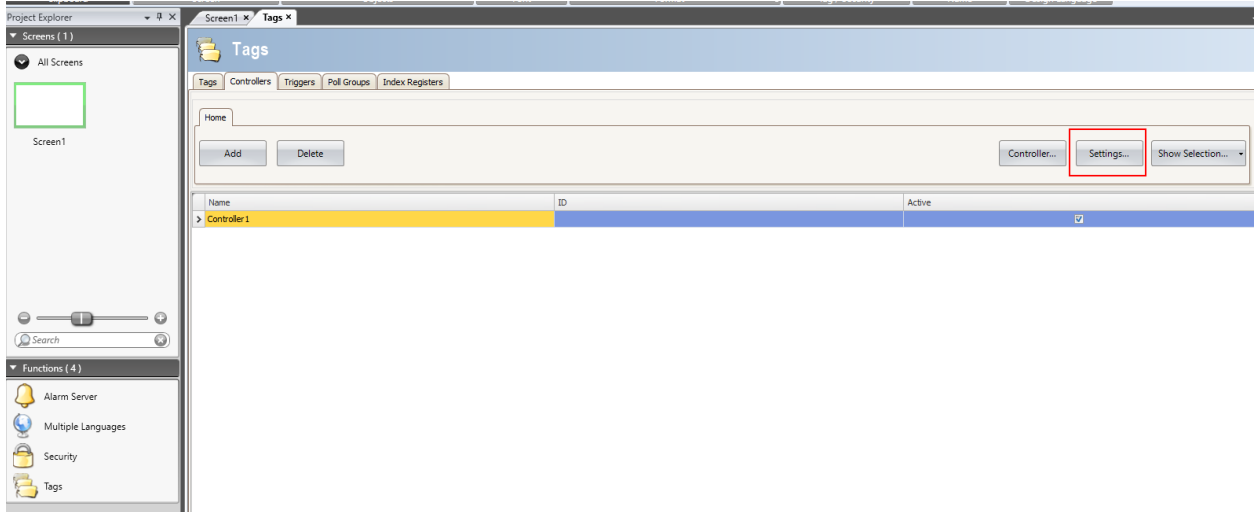 Project Explorer
Screen1 × Tags ×
Screens ( 1 )
All Screens
Screen1
Search
Functions ( 4 )
Alarm Server
Multiple Languages
Security
Tags
Tags
Tags Controllers Triggers Poll Groups Index Registers
Home
Add Delete Controller... Settings... Show Selection...
Name ID Active
Controller1